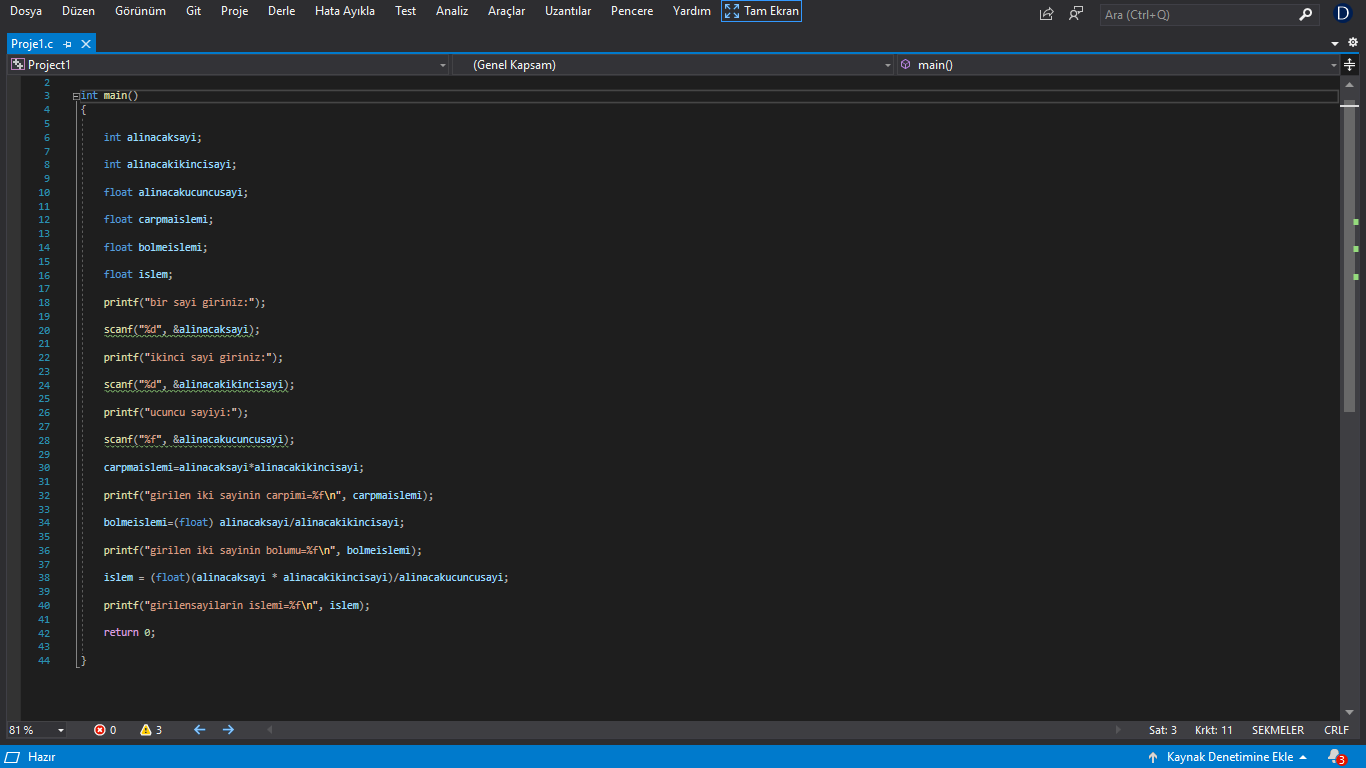 Dosya Düzen Görünüm Git Proje Derle Hata Ayıkla Test Analiz Araçlar Uzantılar Pencere Yardım Tam Ekran Ara (Ctrl+Q) D
Proje1.c
Project1 (Genel Kapsam) main()
2
3 int main()
4 {
5
6 int alinacaksayi;
7
8 int alinacakikincisayi;
9
10 float alinacakucuncusayi;
11
12 float carpmaislemi;
13
14 float bolmeislemi;
15
16 float islem;
17
18 printf("bir sayi giriniz:");
19
20 scanf("%d", &alinacaksayi);
21
22 printf("ikinci sayi giriniz:");
23
24 scanf("%d", &alinacakikincisayi);
25
26 printf("ucuncu sayiyi:");
27
28 scanf("%f", &alinacakucuncusayi);
29
30 carpmaislemi=alinacaksayi*alinacakikincisayi;
31
32 printf("girilen iki sayinin carpimi=%f\n", carpmaislemi);
33
34 bolmeislemi=(float) alinacaksayi/alinacakikincisayi;
35
36 printf("girilen iki sayinin bolumu=%f\n", bolmeislemi);
37
38 islem = (float)(alinacaksayi * alinacakikincisayi)/alinacakucuncusayi;
39
40 printf("girilensayilarin islemi=%f\n", islem);
41
42 return 0;
43
44 }
81 % 0 3 Sat: 3 Krkt: 11 SEKMELER CRLF
Hazır Kaynak Denetimine Ekle 3